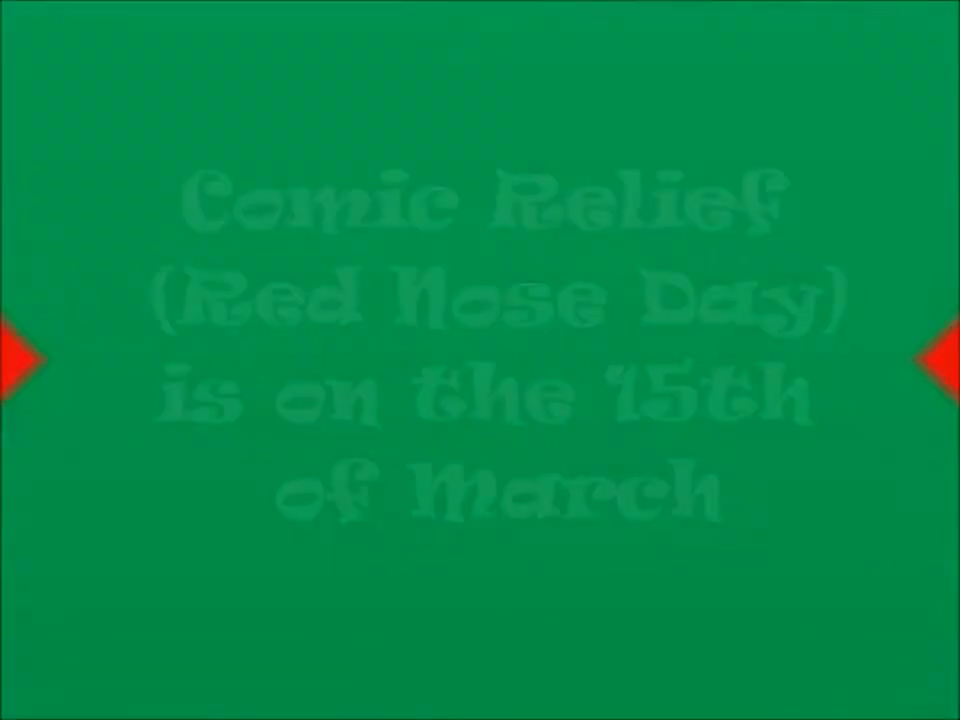 Comic Relief
(Red Nose Day)
is on the 15th
of March